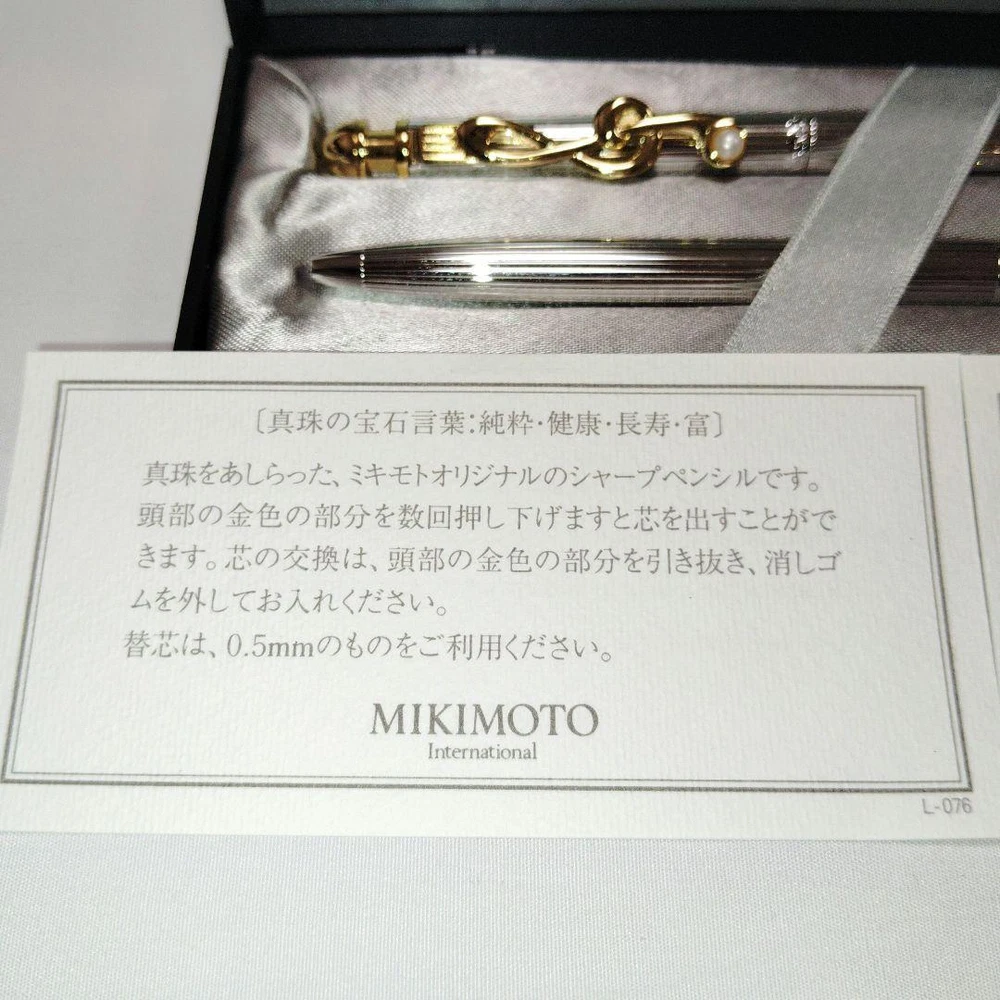 〔真珠の宝石言葉:純粋・健康・長寿・富〕
真珠をあしらった、ミキモトオリジナルのシャープペンシルです。
頭部の金色の部分を数回押し下げますと芯を出すことがで
きます。芯の交換は、頭部の金色の部分を引き抜き、消しゴ
ムを外してお入れください。
替芯は、0.5mmのものをご利用ください。
MIKIMOTO
International
L-076